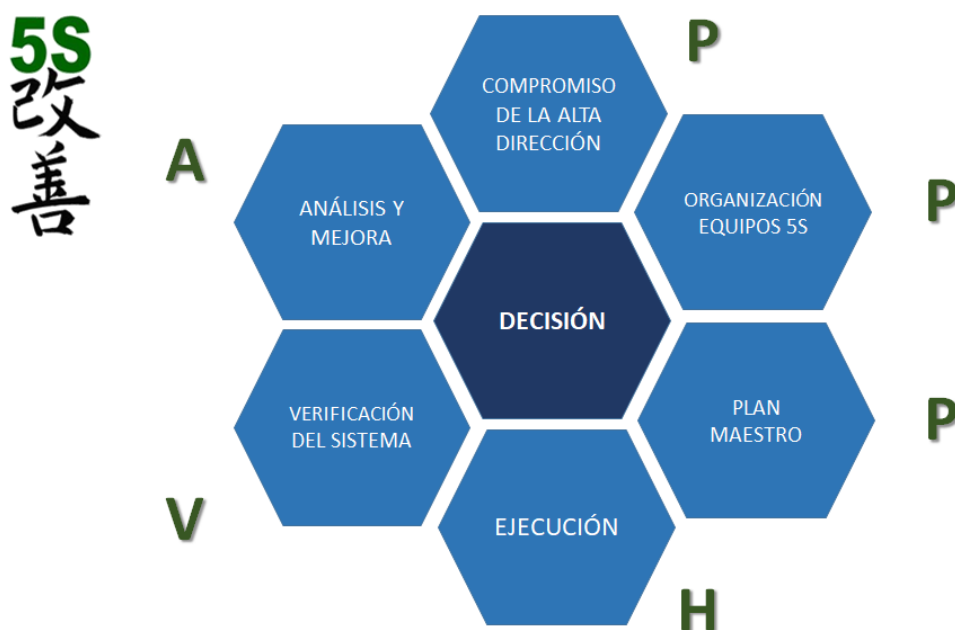 5S
改
善
P
COMPROMISO
DE LA ALTA
DIRECCIÓN
P
ORGANIZACIÓN
EQUIPOS 5S
A
ANÁLISIS Y
MEJORA
DECISIÓN
P
PLAN
MAESTRO
VERIFICACIÓN
DEL SISTEMA
V
EJECUCIÓN
H